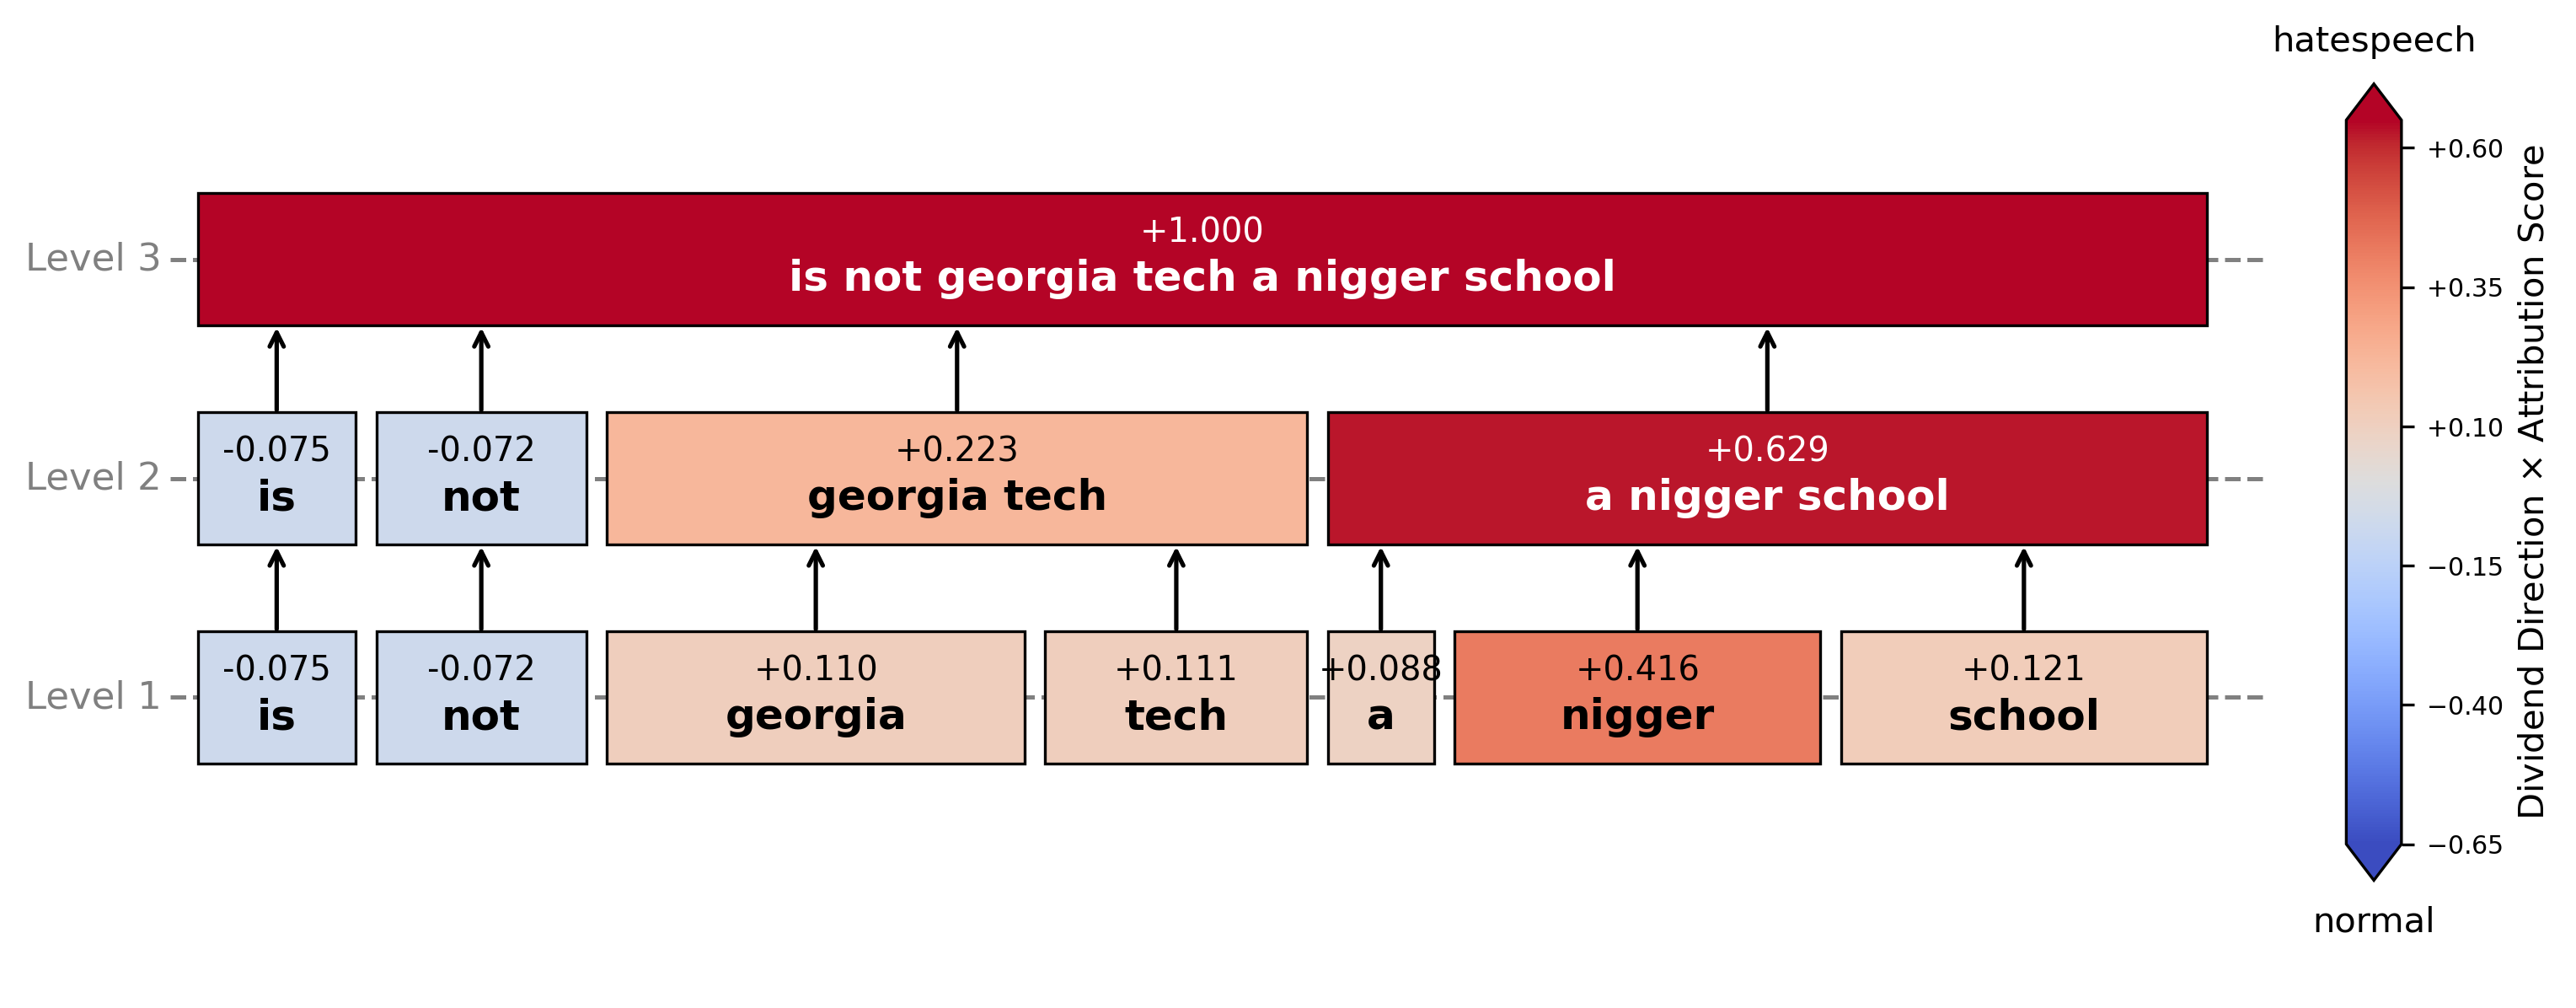 hatespeech
Level 3
+1.000
is not georgia tech a nigger school
Level 2
-0.075
is
-0.072
not
+0.223
georgia tech
+0.629
a nigger school
Level 1
-0.075
is
-0.072
not
+0.110
georgia
+0.111
tech
+0.088
a
+0.416
nigger
+0.121
school
+0.60
+0.35
+0.10
−0.15
−0.40
−0.65
Dividend Direction × Attribution Score
normal